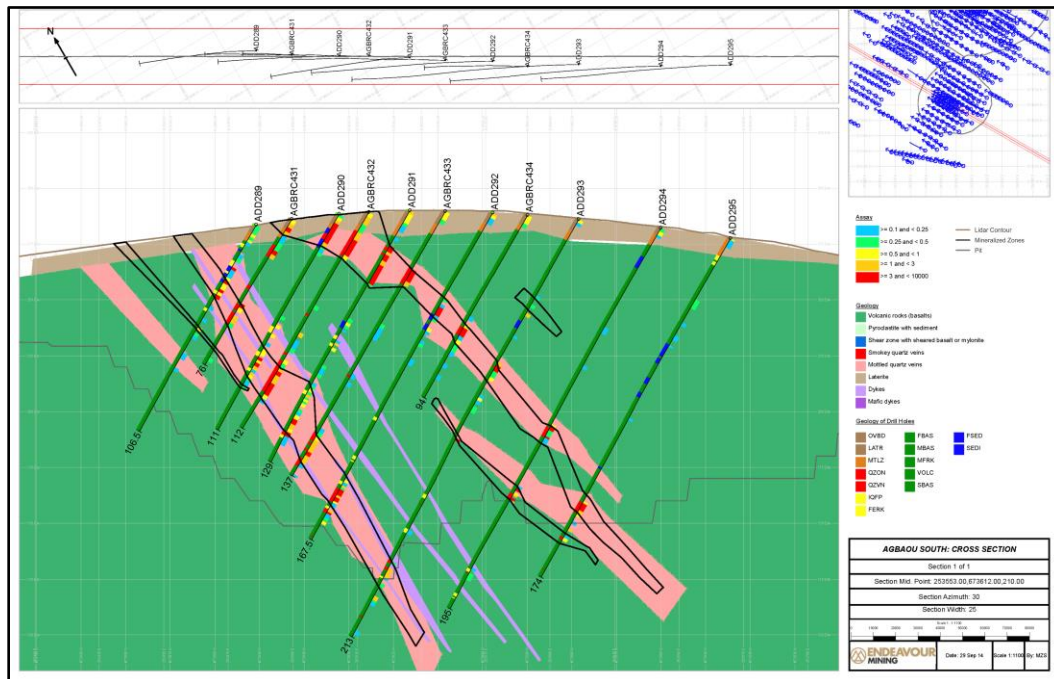 N
ADD289
AGBRC431
ADD290
AGBRC432
ADD291
AGBRC433
ADD292
AGBRC434
ADD293
ADD294
ADD295
ADD289
AGBRC431
ADD290
AGBRC432
ADD291
AGBRC433
ADD292
AGBRC434
ADD293
ADD294
ADD295
106.5
76
111
112
129
137
167.5
94
213
195
174
Assay
>= 0.1 and < 0.25
>= 0.25 and < 0.5
>= 0.5 and < 1
>= 1 and < 3
>= 3 and < 10000
Lidar Contour
Mineralized Zones
Pit
Geology
Volcanic rocks (basalts)
Pyroclastite with sediment
Shear zone with sheared basalt or mylonite
Smokey quartz veins
Mottled quartz veins
Laterite
Dykes
Mafic dykes
Geology of Drill Holes
OVBD FBAS FSED
LATR MBAS SEDI
MTLZ MFRK
QZON VOLC
QZVN SBAS
IQFP
FERK
AGBAOU SOUTH: CROSS SECTION
Section 1 of 1
Section Mid. Point: 253553.00,673612.00,210.00
Section Azimuth: 30
Section Width: 25
ENDEAVOUR
MINING
Date: 29 Sep 14
Scale 1:1100
By: MZS